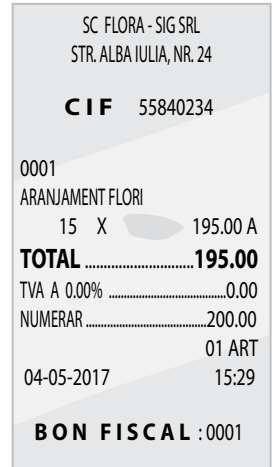 SC FLORA - SIG SRL
STR. ALBA IULIA, NR. 24
CIF 55840234
0001
ARANJAMENT FLORI
15 X 195.00 A
TOTAL ..............................195.00
TVA A 0.00% .......................................0.00
NUMERAR ........................................200.00
01 ART
04-05-2017 15:29
BON FISCAL : 0001